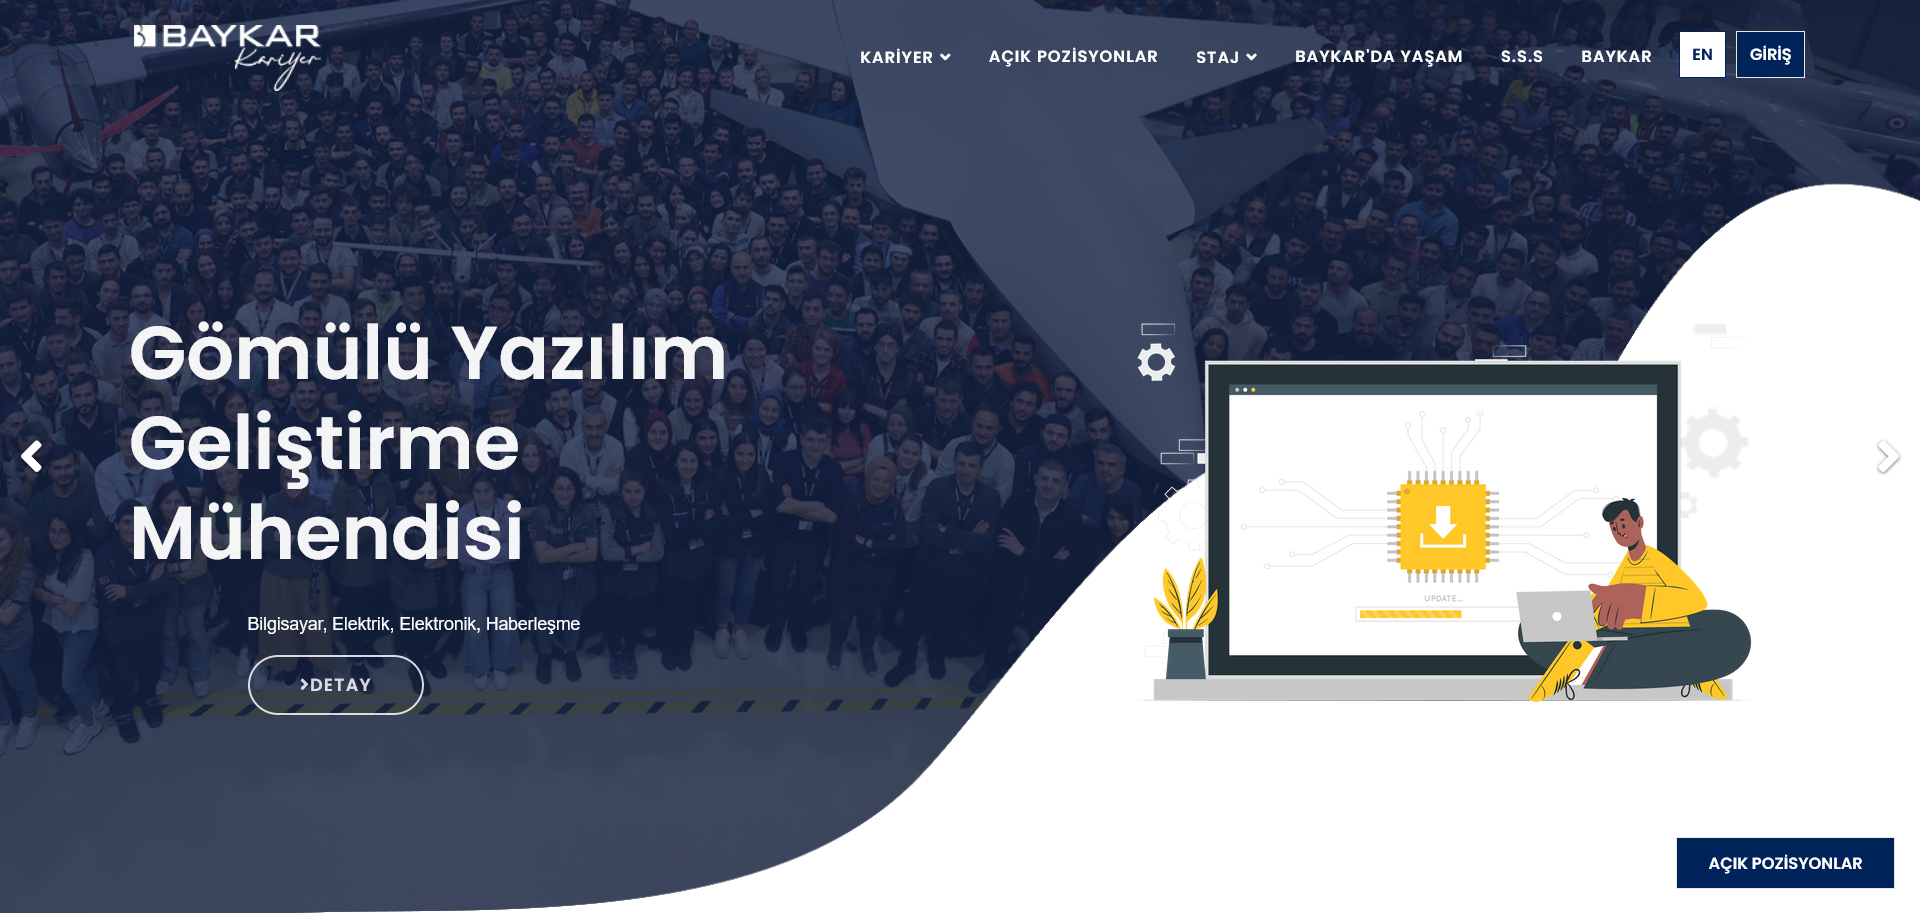 BAYKAR
Kariyer
KARİYER
AÇIK POZİSYONLAR
STAJ
BAYKAR'DA YAŞAM
S.S.S
BAYKAR
EN
GİRİŞ
Gömülü Yazılım
Geliştirme
Mühendisi
Bilgisayar, Elektrik, Elektronik, Haberleşme
DETAY
UPDATE...
AÇIK POZİSYONLAR